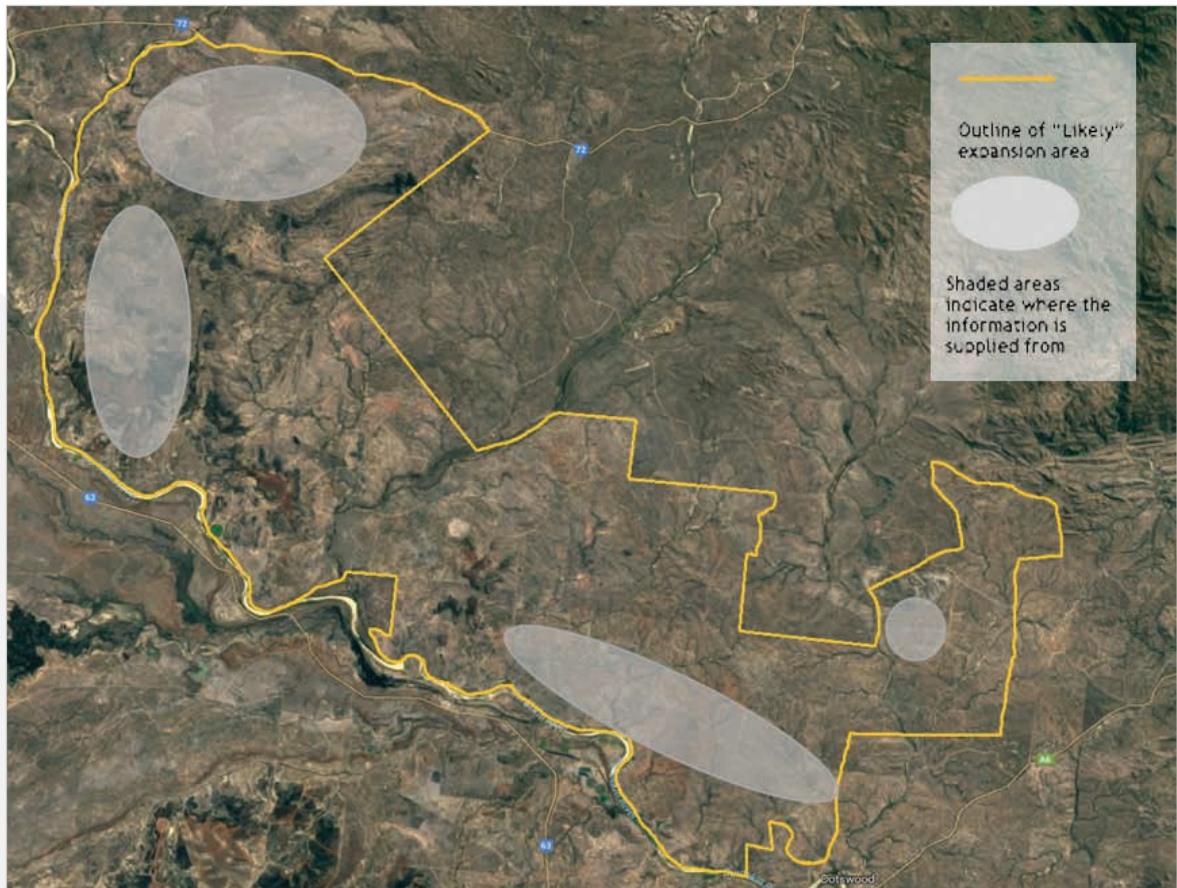 72
Outline of "Likely"
expansion area
72
Shaded areas
indicate where the
information is
supplied from
63
A6
63
Dotswood